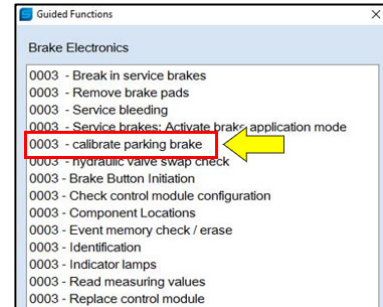 Guided Functions
Brake Electronics
0003 - Break in service brakes
0003 - Remove brake pads
0003 - Service bleeding
0003 - Service brakes: Activate brake application mode
0003 - calibrate parking brake
0003 - hydraulic valve swap check
0003 - Brake Button Initiation
0003 - Check control module configuration
0003 - Component Locations
0003 - Event memory check / erase
0003 - Identification
0003 - Indicator lamps
0003 - Read measuring values
0003 - Replace control module